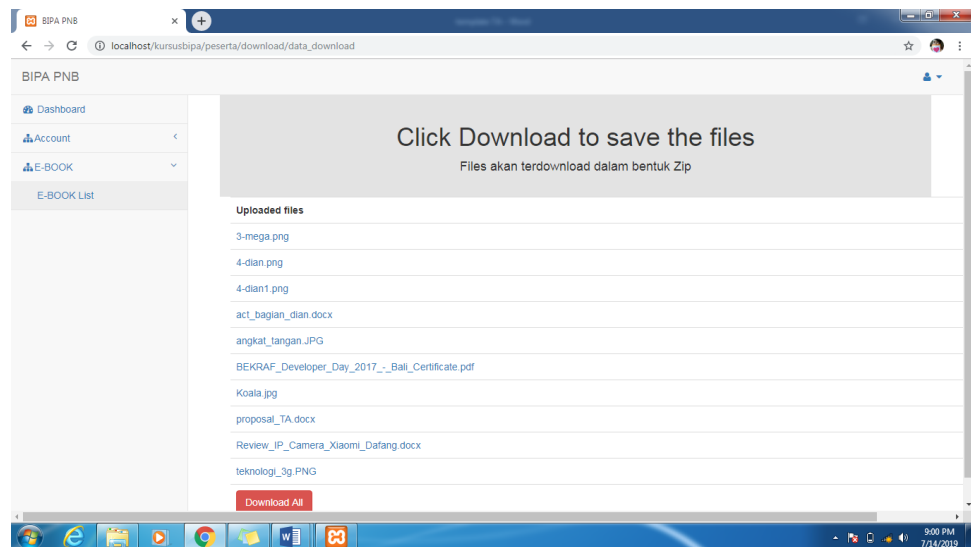 BIPA PNB
localhost/kursusbipa/peserta/download/data_download
BIPA PNB
Dashboard
Account
E-BOOK
E-BOOK List
Click Download to save the files
Files akan terdownload dalam bentuk Zip
Uploaded files
3-mega.png
4-dian.png
4-dian1.png
act_bagian_dian.docx
angkat_tangan.JPG
BEKRAF_Developer_Day_2017_-_Bali_Certificate.pdf
Koala.jpg
proposal_TA.docx
Review_IP_Camera_Xiaomi_Dafang.docx
teknologi_3g.PNG
Download All
9:00 PM
7/14/2019